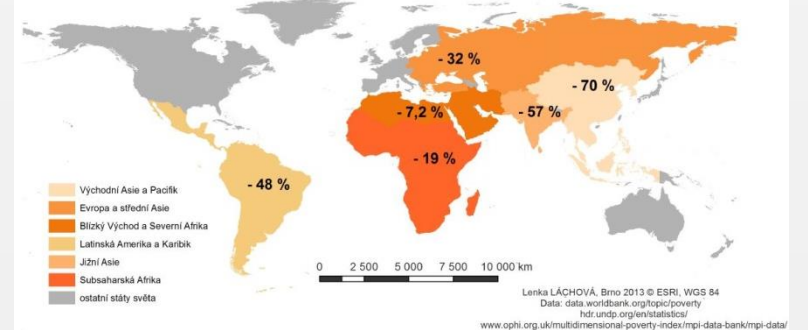 - 32 %
- 70 %
- 7,2 %
- 57 %
- 19 %
- 48 %
Východní Asie a Pacifik
Evropa a střední Asie
Blízký Východ a Severní Afrika
Latinská Amerika a Karibik
Jižní Asie
Subsaharská Afrika
ostatní státy světa
0 2 500 5 000 7 500 10 000 km
Lenka LÁCHOVÁ, Brno 2013 © ESRI, WGS 84
Data: data.worldbank.org/topic/poverty
hdr.undp.org/en/statistics/
www.ophi.org.uk/multidimensional-poverty-index/mpi-data-bank/mpi-data/